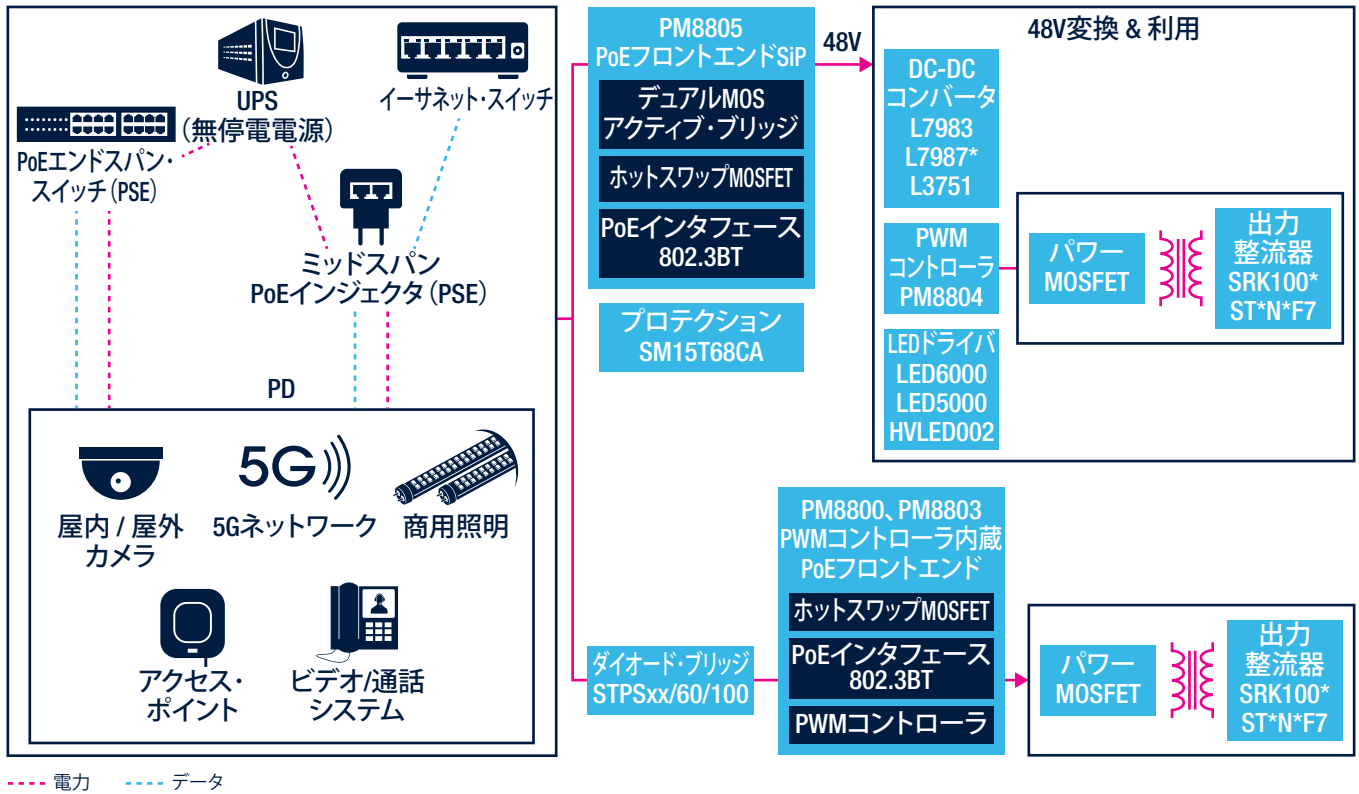 UPS
(無停電電源)
イーサネット・スイッチ
PoEエンドスパン・
スイッチ(PSE)
ミッドスパン
PoEインジェクタ(PSE)
PD
屋内 / 屋外
カメラ
5G
5Gネットワーク
商用照明
アクセス・
ポイント
ビデオ/通話
システム
電力
データ
PM8805
PoEフロントエンドSiP
デュアルMOS
アクティブ・ブリッジ
ホットスワップMOSFET
PoEインタフェース
802.3BT
プロテクション
SM15T68CA
48V
48V変換 & 利用
DC-DC
コンバータ
L7983
L7987*
L3751
PWM
コントローラ
PM8804
LEDドライバ
LED6000
LED5000
HVLED002
パワー
MOSFET
出力
整流器
SRK100*
ST*N*F7
ダイオード・ブリッジ
STPSxx/60/100
PM8800、PM8803
PWMコントローラ内蔵
PoEフロントエンド
ホットスワップMOSFET
PoEインタフェース
802.3BT
PWMコントローラ
パワー
MOSFET
出力
整流器
SRK100*
ST*N*F7